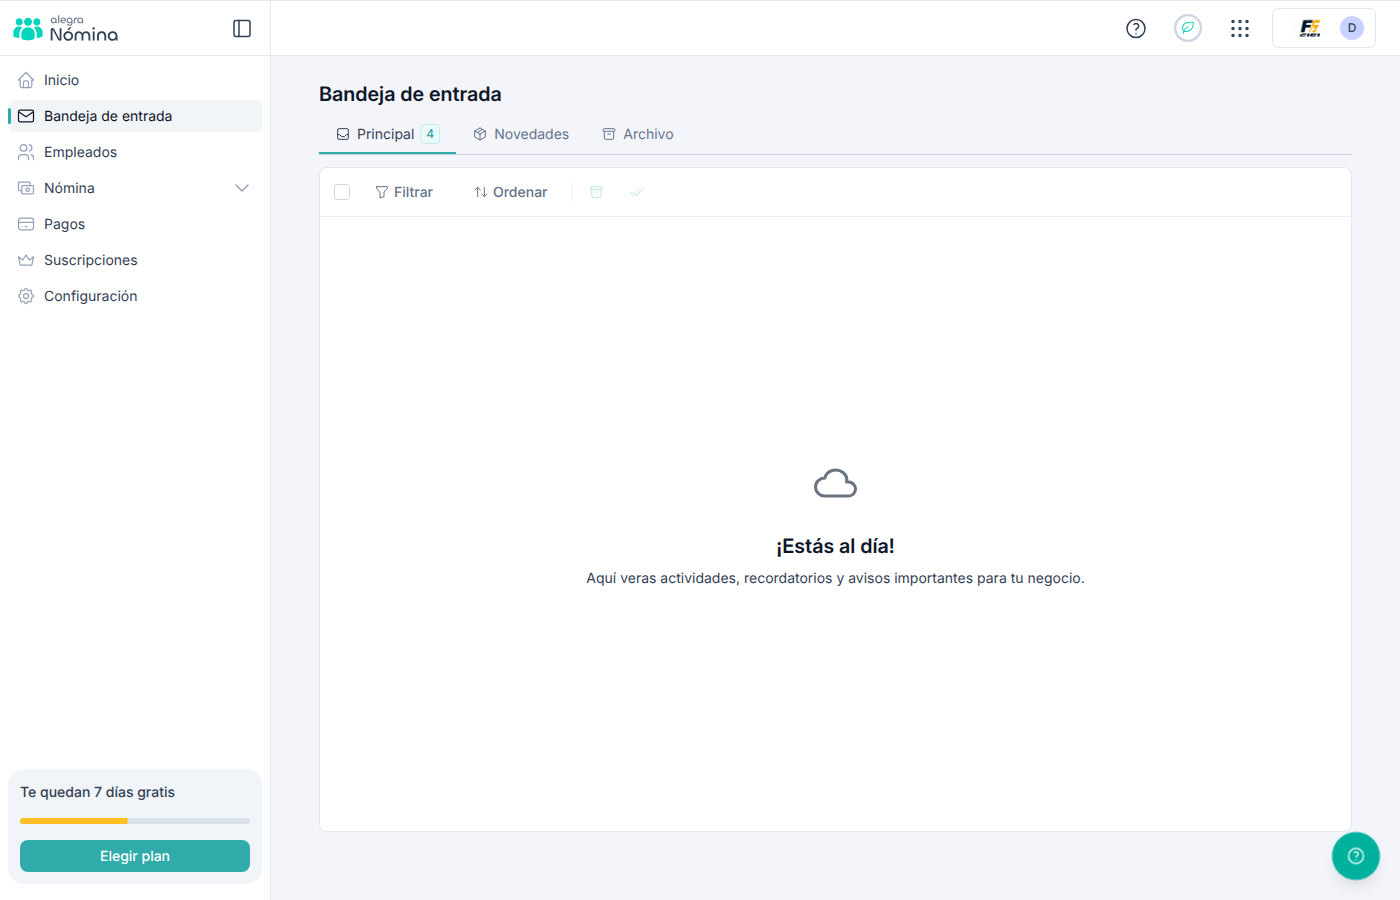 alegra
Nómina
D
Inicio
Bandeja de entrada
Empleados
Nómina
Pagos
Suscripciones
Configuración
Bandeja de entrada
Principal 4 Novedades Archivo
Filtrar Ordenar
¡Estás al día!
Aquí veras actividades, recordatorios y avisos importantes para tu negocio.
Te quedan 7 días gratis
Elegir plan